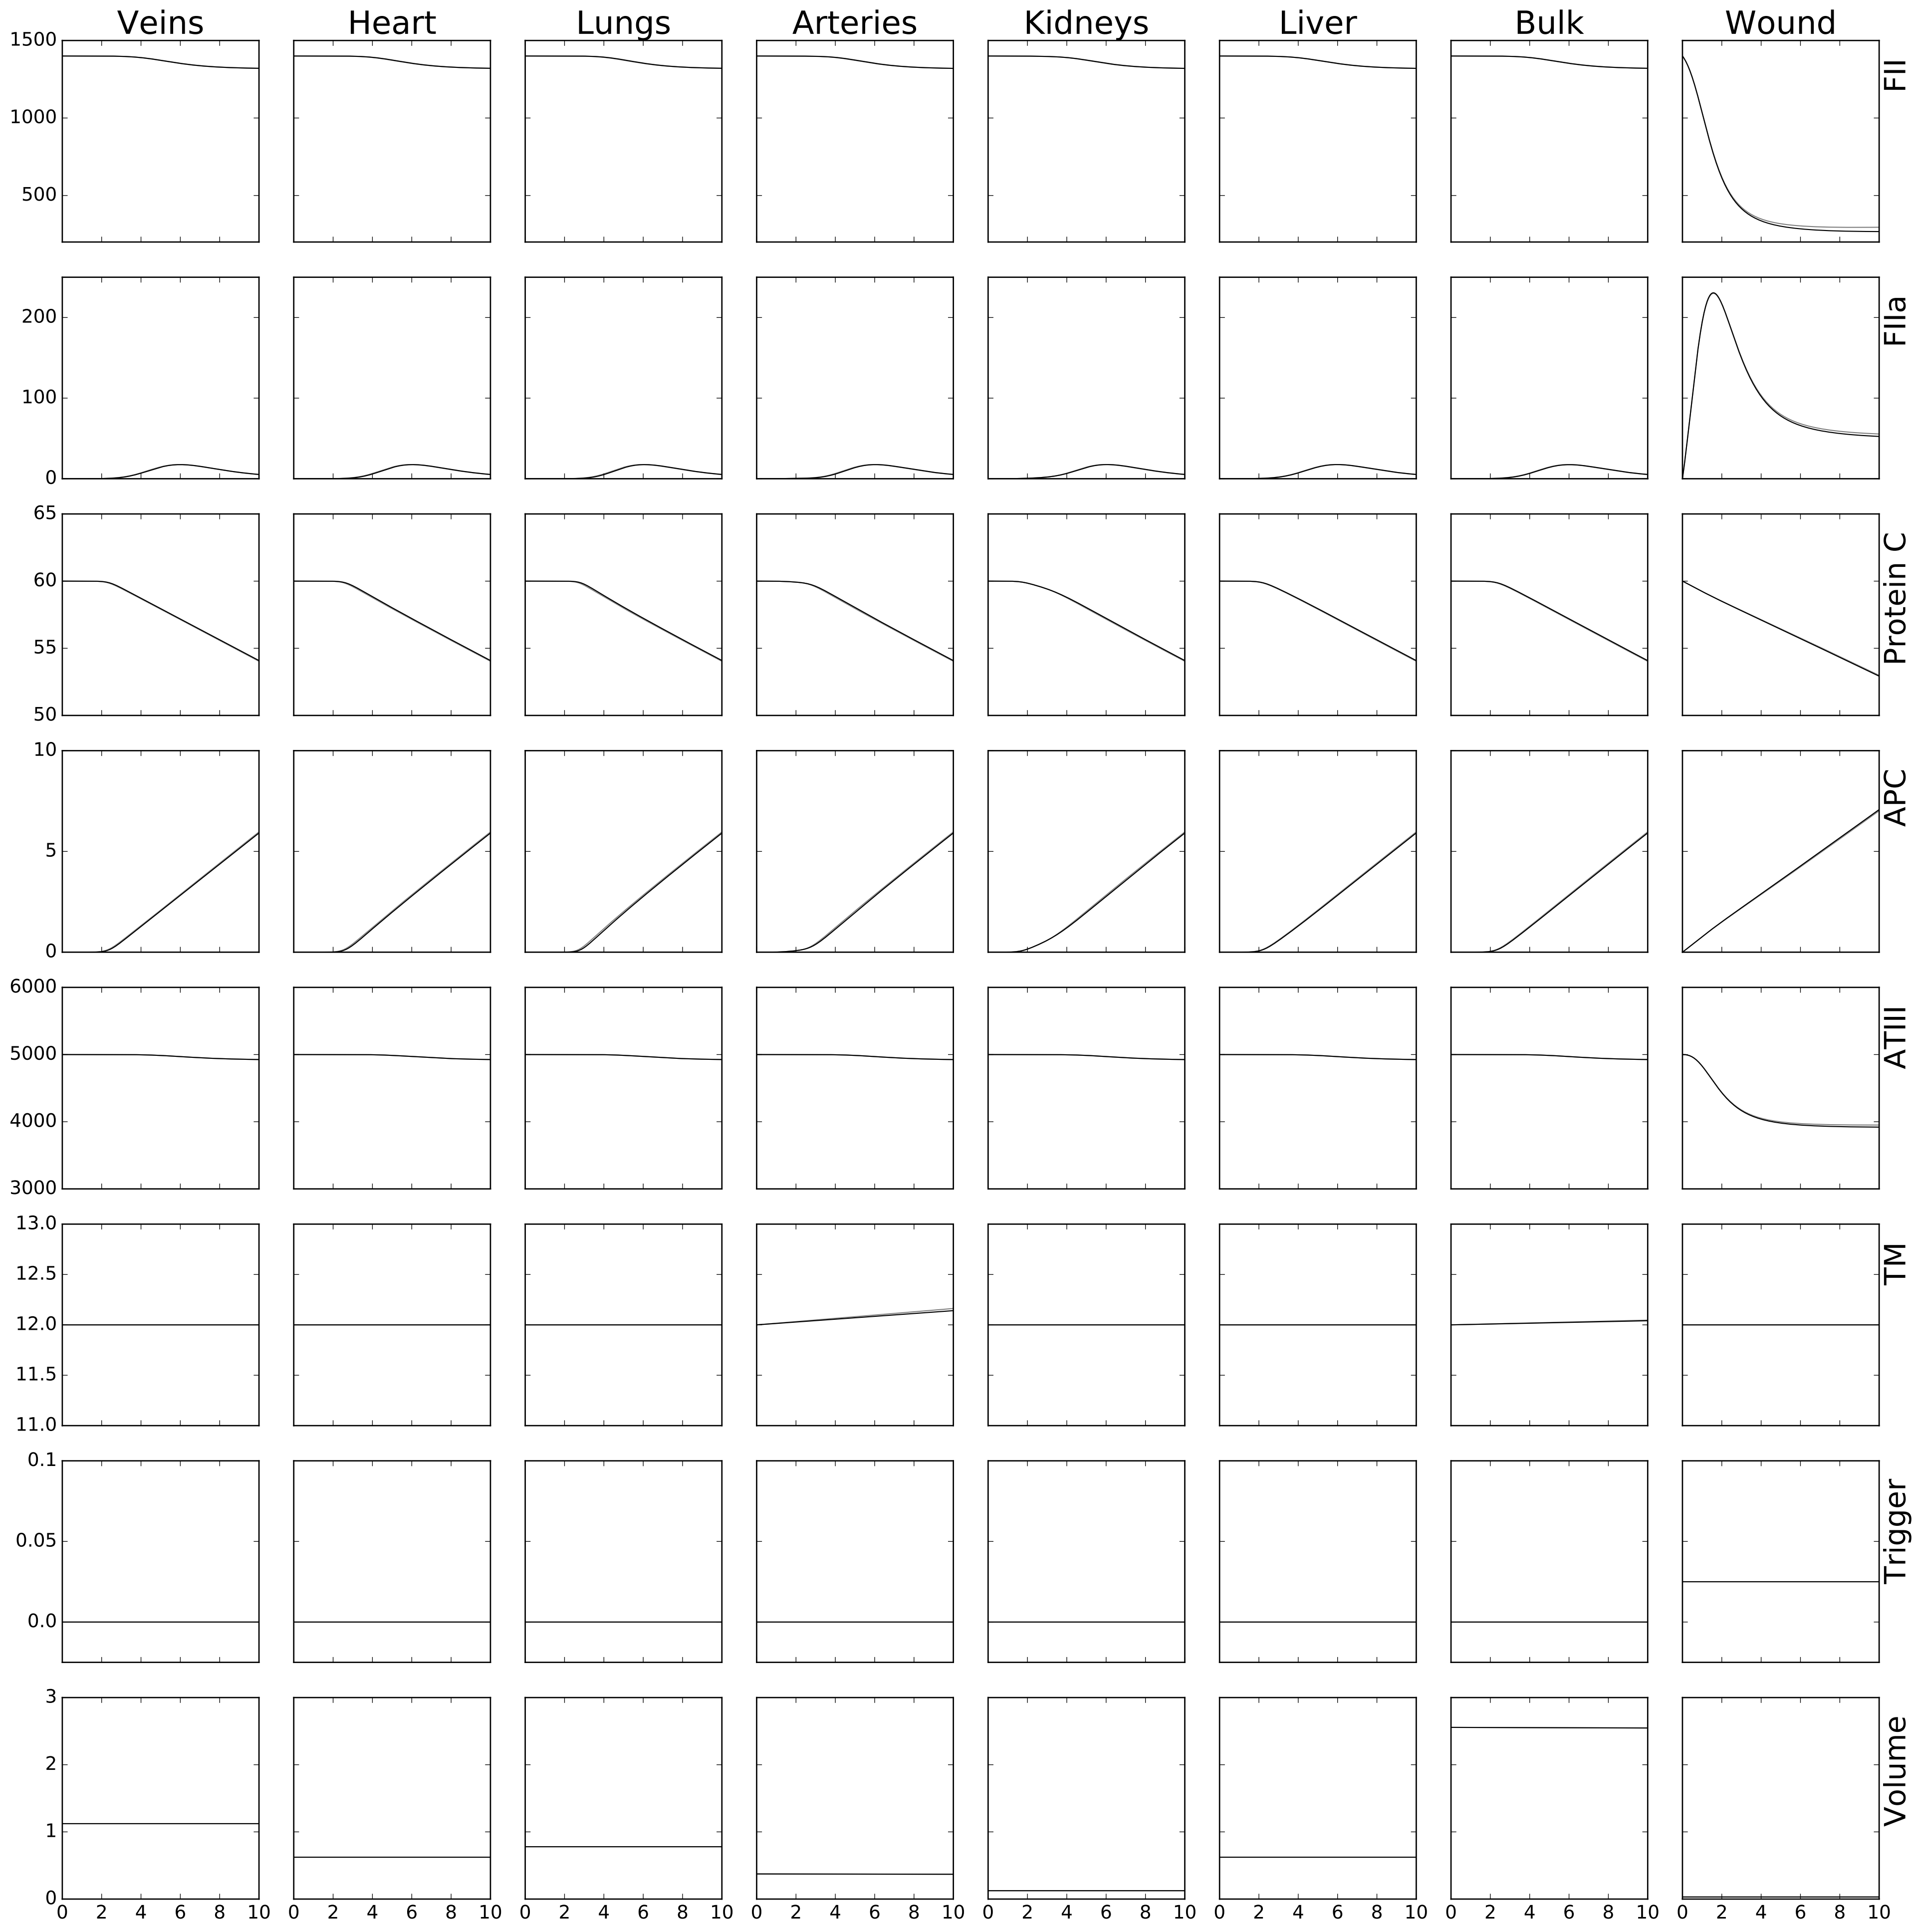 Veins Heart Lungs Arteries Kidneys Liver Bulk Wound
1500
1000
500
FII
200
100
0
FIIa
65
60
55
50
Protein C
10
5
0
APC
6000
5000
4000
3000
ATIII
13.0
12.5
12.0
11.5
11.0
TM
0.1
0.05
0.0
Trigger
3
2
1
0
Volume
0 2 4 6 8 10 0 2 4 6 8 10 0 2 4 6 8 10 0 2 4 6 8 10 0 2 4 6 8 10 0 2 4 6 8 10 0 2 4 6 8 10 0 2 4 6 8 10